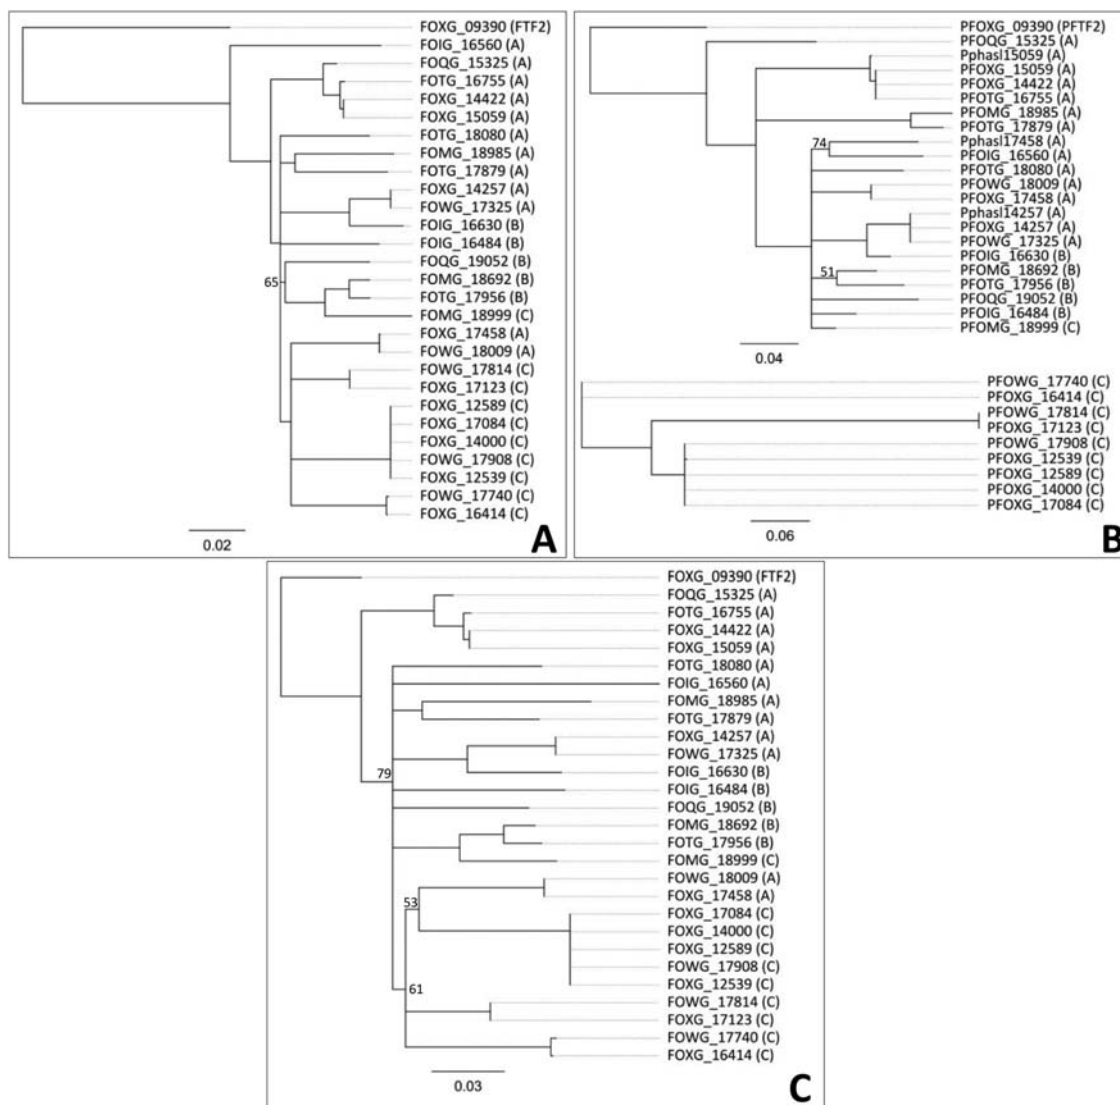 FOXG_09390 (FTF2)
FOIG_16560 (A)
FOQG_15325 (A)
FOTG_16755 (A)
FOXG_14422 (A)
FOXG_15059 (A)
FOTG_18080 (A)
FOMG_18985 (A)
FOTG_17879 (A)
FOXG_14257 (A)
FOWG_17325 (A)
FOIG_16630 (B)
FOIG_16484 (B)
FOQG_19052 (B)
65
FOMG_18692 (B)
FOTG_17956 (B)
FOMG_18999 (C)
FOXG_17458 (A)
FOWG_18009 (A)
FOWG_17814 (C)
FOXG_17123 (C)
FOXG_12589 (C)
FOXG_17084 (C)
FOXG_14000 (C)
FOWG_17908 (C)
FOXG_12539 (C)
FOWG_17740 (C)
FOXG_16414 (C)
0.02
A
PFOXG_09390 (PFTF2)
PFOQG_15325 (A)
Pphasl15059 (A)
PFOXG_15059 (A)
PFOXG_14422 (A)
PFOTG_16755 (A)
PFOMG_18985 (A)
PFOTG_17879 (A)
74
Pphasl17458 (A)
PFOIG_16560 (A)
PFOTG_18080 (A)
PFOWG_18009 (A)
PFOXG_17458 (A)
Pphasl14257 (A)
PFOXG_14257 (A)
PFOWG_17325 (A)
PFOIG_16630 (B)
51
PFOMG_18692 (B)
PFOTG_17956 (B)
PFOQG_19052 (B)
PFOIG_16484 (B)
PFOMG_18999 (C)
0.04
PFOWG_17740 (C)
PFOXG_16414 (C)
PFOWG_17814 (C)
PFOXG_17123 (C)
PFOWG_17908 (C)
PFOXG_12539 (C)
PFOXG_12589 (C)
PFOXG_14000 (C)
PFOXG_17084 (C)
0.06
B
FOXG_09390 (FTF2)
FOQG_15325 (A)
FOTG_16755 (A)
FOXG_14422 (A)
FOXG_15059 (A)
FOTG_18080 (A)
FOIG_16560 (A)
FOMG_18985 (A)
FOTG_17879 (A)
FOXG_14257 (A)
FOWG_17325 (A)
79
FOIG_16630 (B)
FOIG_16484 (B)
FOQG_19052 (B)
FOMG_18692 (B)
FOTG_17956 (B)
FOMG_18999 (C)
FOWG_18009 (A)
FOXG_17458 (A)
53
FOXG_17084 (C)
FOXG_14000 (C)
FOXG_12589 (C)
FOWG_17908 (C)
FOXG_12539 (C)
61
FOWG_17814 (C)
FOXG_17123 (C)
FOWG_17740 (C)
FOXG_16414 (C)
0.03
C